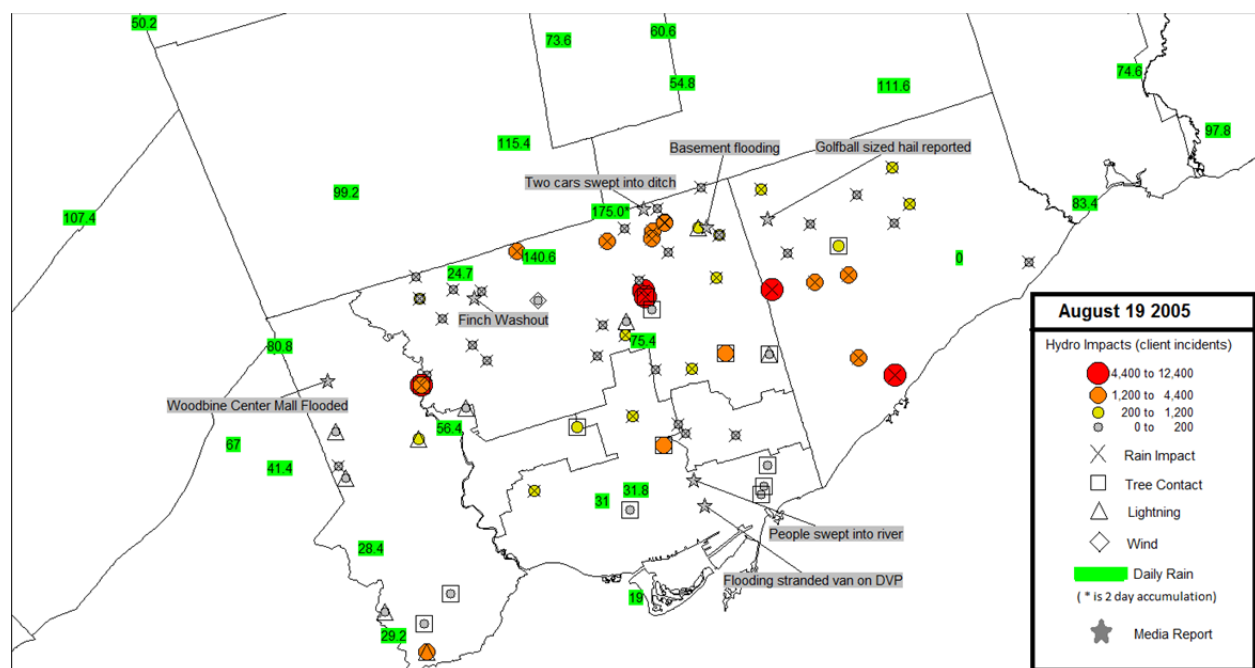 50.2
73.6
60.6
54.8
74.6
111.6
97.8
115.4
Basement flooding
Golfball sized hail reported
Two cars swept into ditch
99.2
107.4
175.0*
83.4
140.6
24.7
0
Finch Washout
75.4
80.8
Woodbine Center Mall Flooded
56.4
67
41.4
31
31.8
28.4
People swept into river
Flooding stranded van on DVP
19
29.2
August 19 2005
Hydro Impacts (client incidents)
4,400 to 12,400
1,200 to 4,400
200 to 1,200
0 to 200
Rain Impact
Tree Contact
Lightning
Wind
Daily Rain
( * is 2 day accumulation)
Media Report